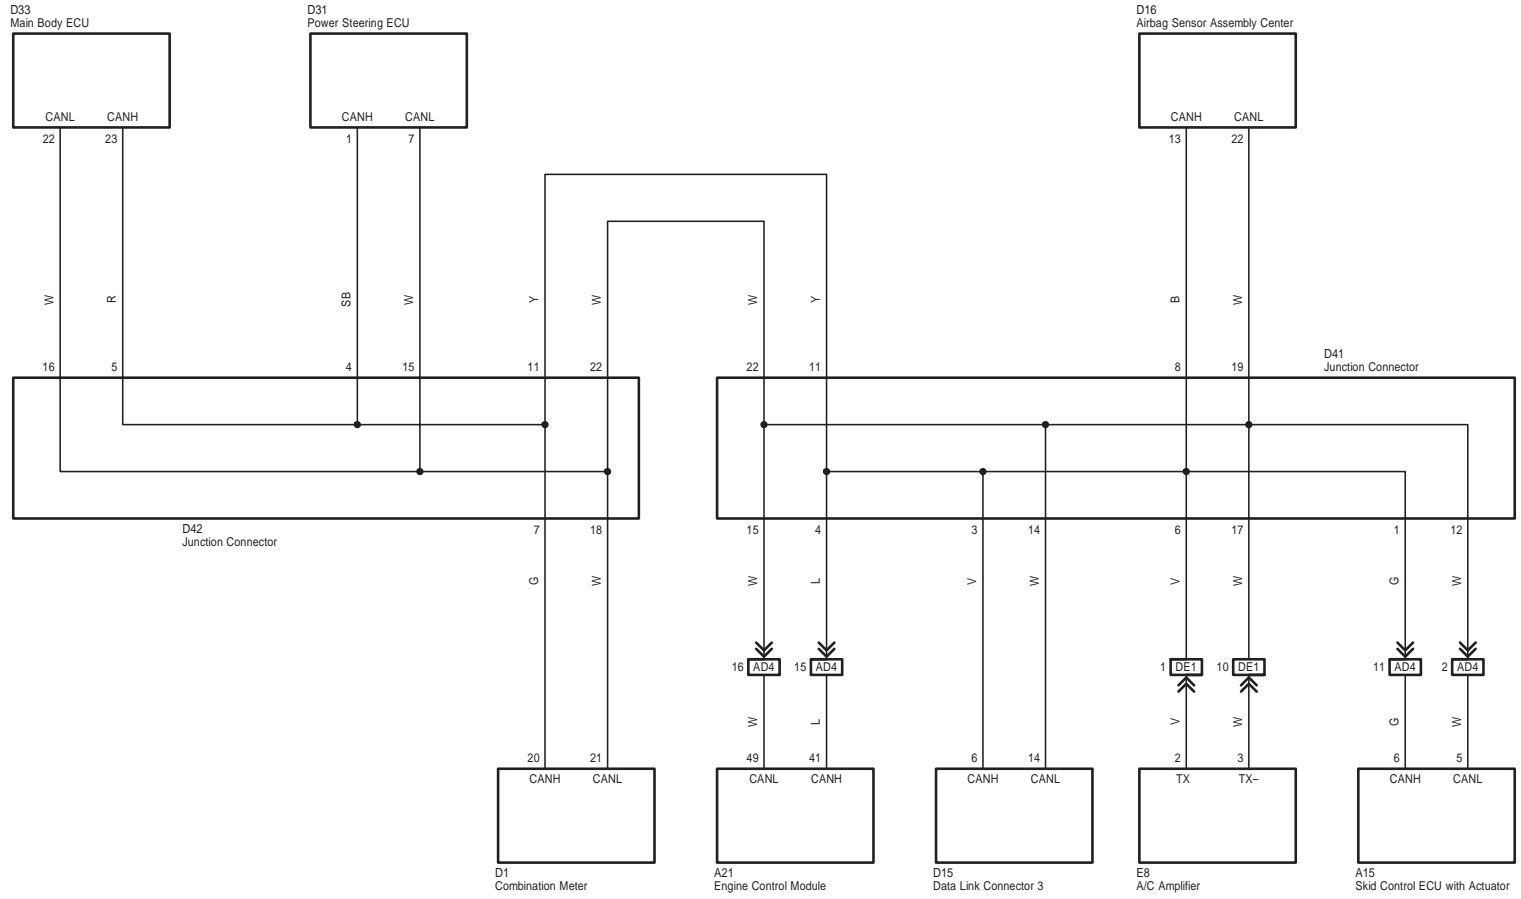 D33
Main Body ECU
D31
Power Steering ECU
D16
Airbag Sensor Assembly Center
CANL CANH
CANH CANL
CANH CANL
22 23
1 7
13 22
W R SB W Y W W Y B W
D41
Junction Connector
16 5 4 15 11 22
22 11 8 19
D42
Junction Connector
7 18
15 4 3 14 6 17 1 12
G W W L V W V W G W
16 AD4 15 AD4 1 DE1 10 DE1 11 AD4 2 AD4
W L V W G W
20 21 49 41 6 14 2 3 6 5
CANH CANL
CANL CANH
CANH CANL
TX TX–
CANH CANL
D1
Combination Meter
A21
Engine Control Module
D15
Data Link Connector 3
E8
A/C Amplifier
A15
Skid Control ECU with Actuator